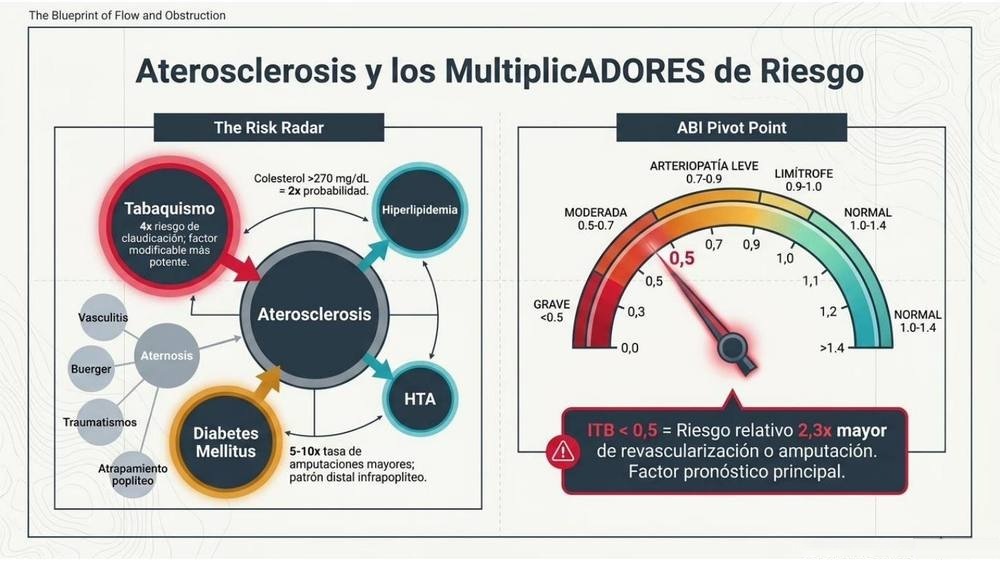 The Blueprint of Flow and Obstruction
Aterosclerosis y los MultiplicADORES de Riesgo
The Risk Radar
Colesterol >270 mg/dL
= 2x probabilidad.
Hiperlipidemia
Tabaquismo
4x riesgo de
claudicación; factor
modificable más
potente.
Aterosclerosis
Vasculitis
Aternosis
Buerger
Traumatismos
Atrapamiento
popliteo
HTA
Diabetes
Mellitus
5-10x tasa de
amputaciones mayores;
patrón distal infrapopliteo.
ABI Pivot Point
ARTERIOPATÍA LEVE
0.7-0.9
LIMÍTROFE
0.9-1.0
MODERADA
0.5-0.7
NORMAL
1.0-1.4
GRAVE
<0.5
NORMAL
1.0-1.4
0,0
0,3
0,5
0,5
0,7
0,9
1,0
1,1
1,2
>1.4
ITB < 0,5 = Riesgo relativo 2,3x mayor
de revascularización o amputación.
Factor pronóstico principal.